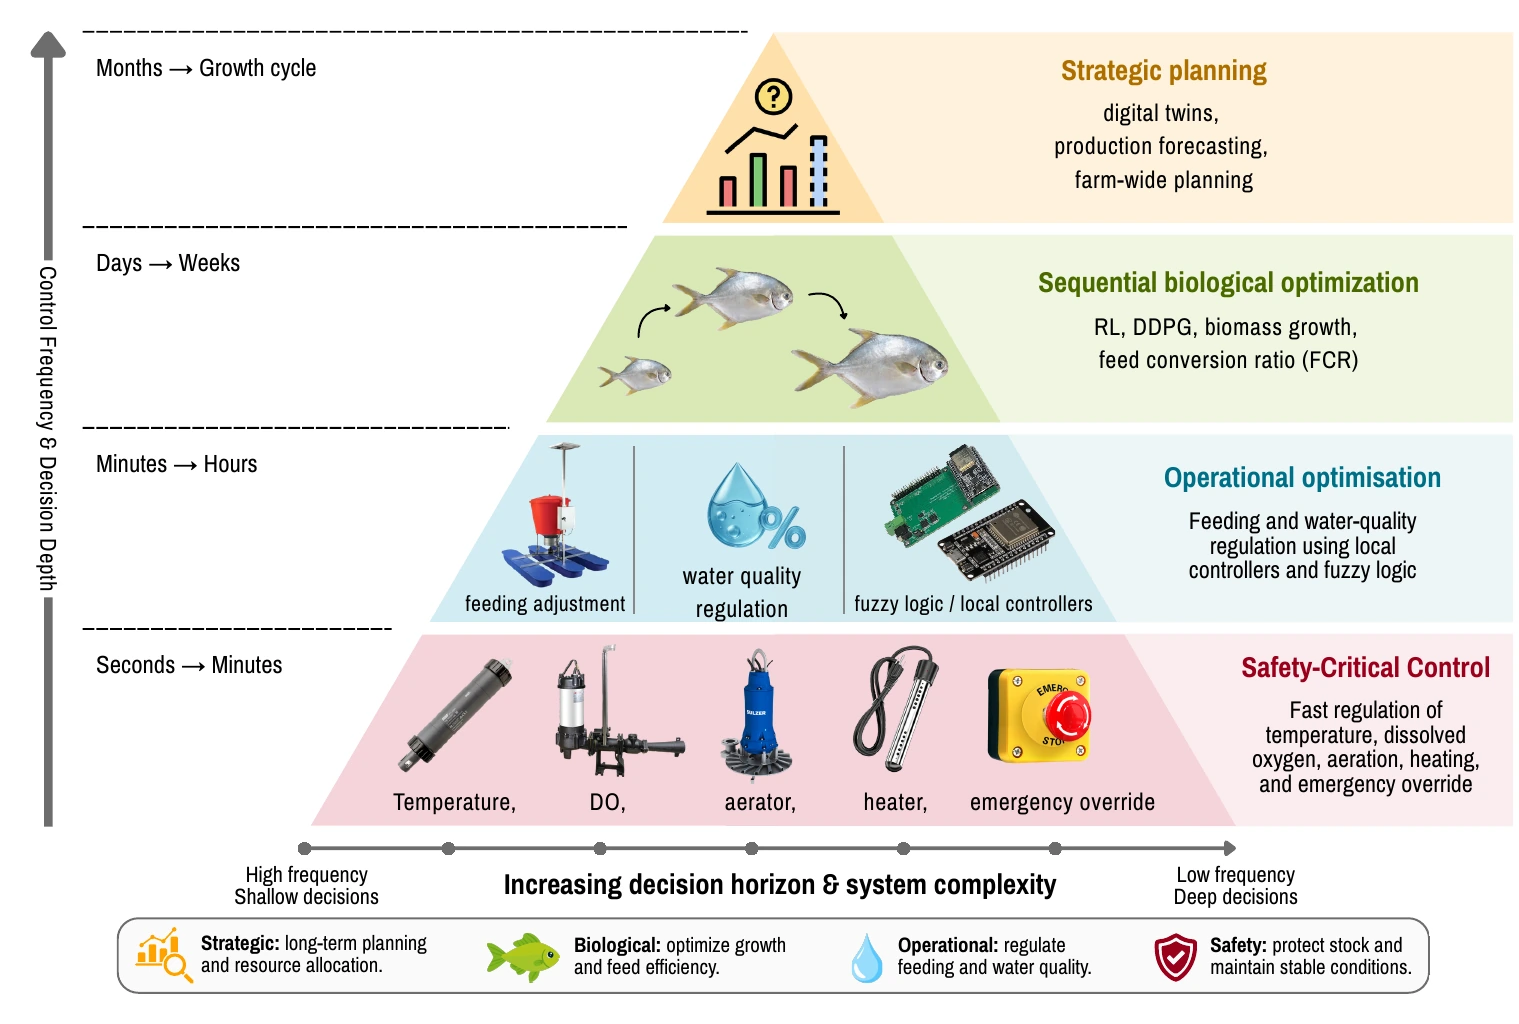 Months → Growth cycle
?
Strategic planning
digital twins,
production forecasting,
farm-wide planning
Control Frequency & Decision Depth
Days → Weeks
Sequential biological optimization
RL, DDPG, biomass growth,
feed conversion ratio (FCR)
Minutes → Hours
feeding adjustment
%
water quality
regulation
fuzzy logic / local controllers
Operational optimisation
Feeding and water-quality
regulation using local
controllers and fuzzy logic
Seconds → Minutes
SULZER
EMERG
STOP
Temperature,
DO,
aerator,
heater,
emergency override
Safety-Critical Control
Fast regulation of
temperature, dissolved
oxygen, aeration, heating,
and emergency override
High frequency
Shallow decisions
Increasing decision horizon & system complexity
Low frequency
Deep decisions
Strategic: long-term planning
and resource allocation.
Biological: optimize growth
and feed efficiency.
Operational: regulate
feeding and water quality.
Safety: protect stock and
maintain stable conditions.